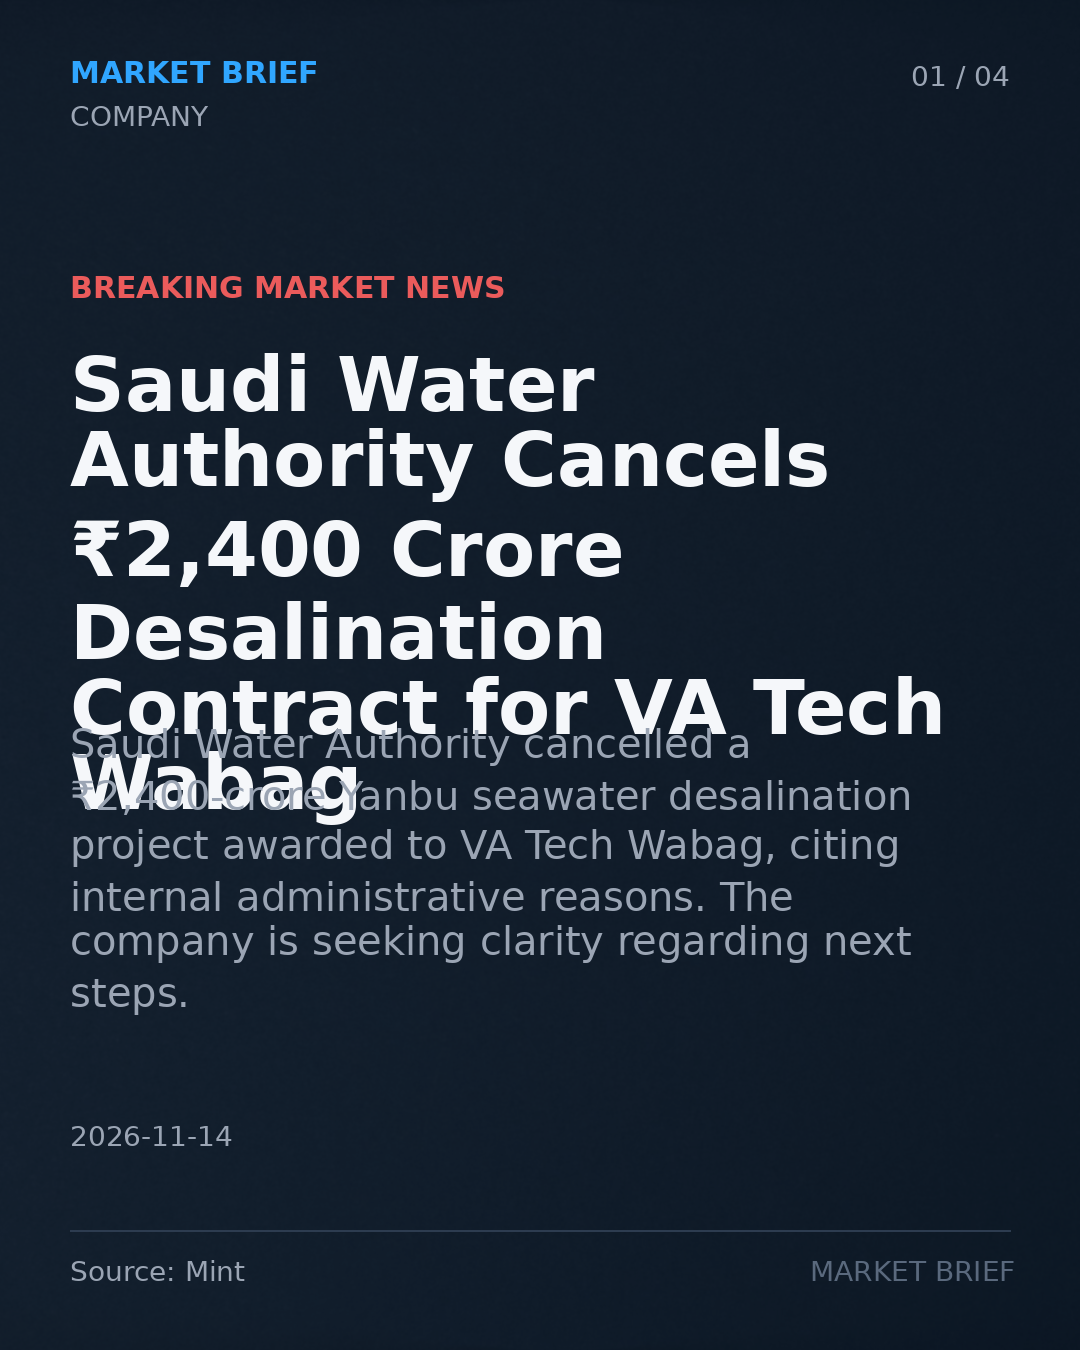 MARKET BRIEF
01 / 04
COMPANY
BREAKING MARKET NEWS
Saudi Water
Authority Cancels
₹2,400 Crore
Desalination
Contract for VA Tech
Wabag
Saudi Water Authority cancelled a
₹2,400-crore Yanbu seawater desalination
project awarded to VA Tech Wabag, citing
internal administrative reasons. The
company is seeking clarity regarding next
steps.
2026-11-14
Source: Mint
MARKET BRIEF